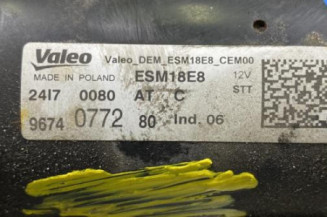 Valeo Valeo_DEM_ESM18E8_CEM00
MADE IN POLAND ESM18E8 12V
24I7 0080 AT C STT
9674 0772 80 Ind. 06